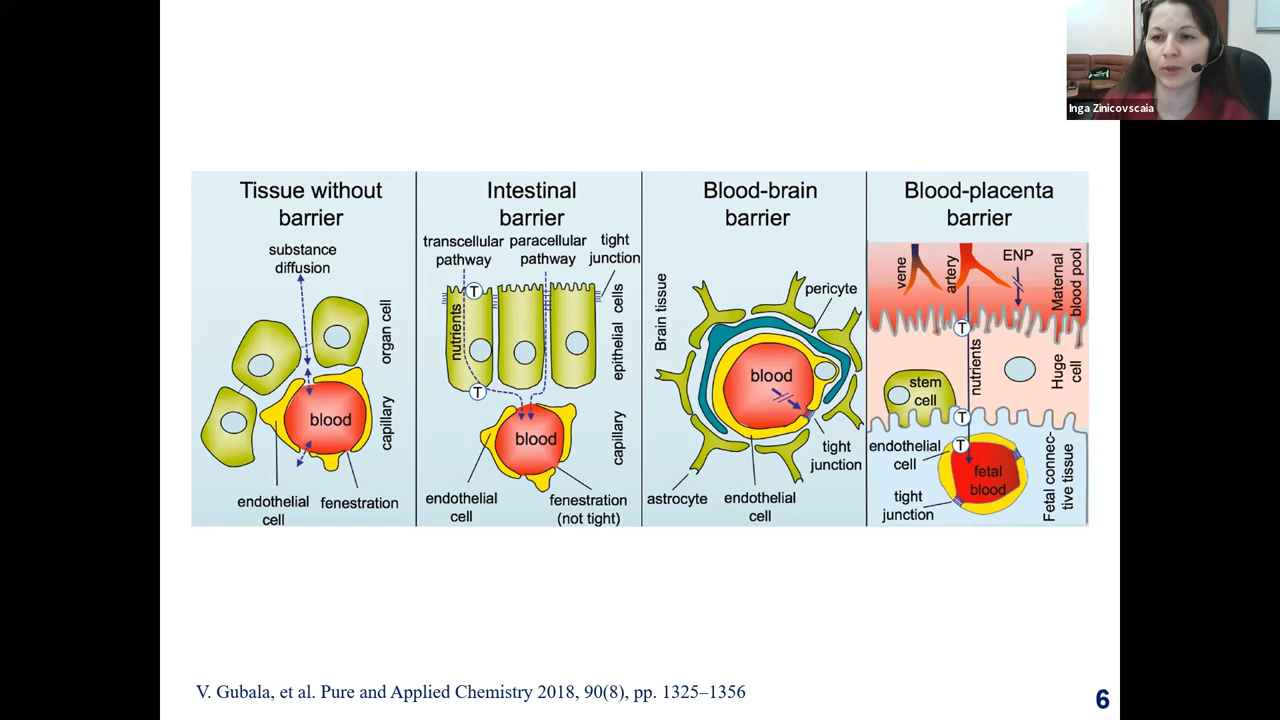 Inga Zinicovscaia
Tissue without
barrier
substance
diffusion
organ cell
blood
capillary
endothelial
cell
fenestration
Intestinal
barrier
transcellular
pathway
paracellular
pathway
tight
junction
T
nutrients
epithelial cells
T
blood
capillary
endothelial
cell
fenestration
(not tight)
Blood-brain
barrier
Brain tissue
pericyte
blood
tight
junction
astrocyte
endothelial
cell
Blood-placenta
barrier
vene
artery
ENP
Maternal
blood pool
T
nutrients
Huge
cell
stem
cell
T
endothelial
cell
T
fetal
blood
tight
junction
Fetal connec-
tive tissue
V. Gubala, et al. Pure and Applied Chemistry 2018, 90(8), pp. 1325–1356
6